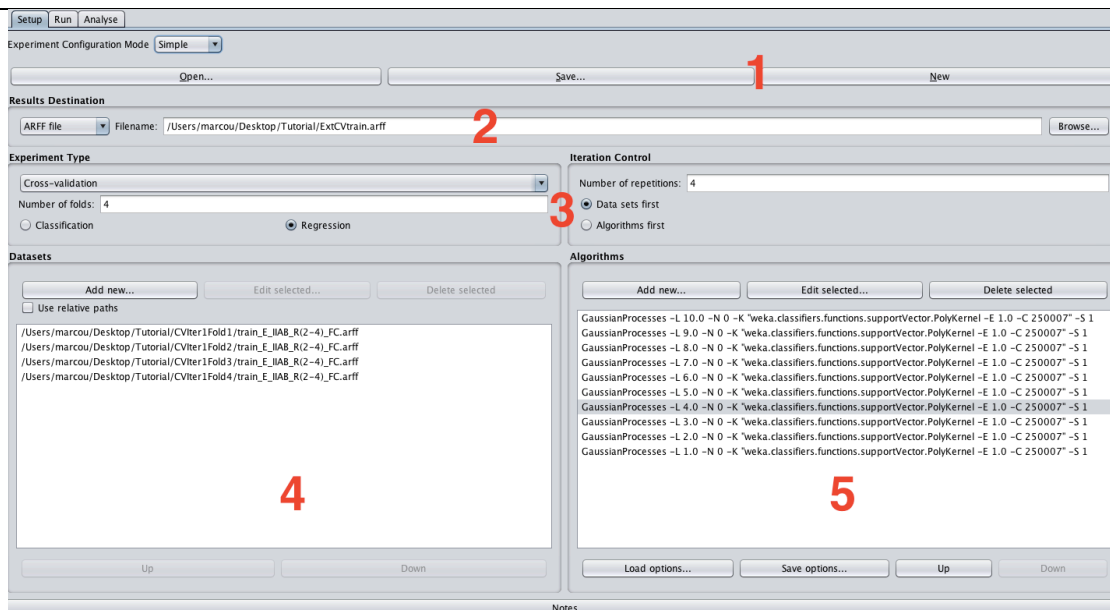 Setup Run Analyse
Experiment Configuration Mode Simple
Open... Save... New
1
Results Destination
ARFF file Filename: /Users/marcou/Desktop/Tutorial/ExtCVtrain.arff Browse...
2
Experiment Type
Cross-validation
Number of folds: 4
Classification Regression
3
Iteration Control
Number of repetitions: 4
Data sets first
Algorithms first
Datasets
Add new... Edit selected... Delete selected
Use relative paths
/Users/marcou/Desktop/Tutorial/CVIter1Fold1/train_E_IIAB_R(2-4)_FC.arff
/Users/marcou/Desktop/Tutorial/CVIter1Fold2/train_E_IIAB_R(2-4)_FC.arff
/Users/marcou/Desktop/Tutorial/CVIter1Fold3/train_E_IIAB_R(2-4)_FC.arff
/Users/marcou/Desktop/Tutorial/CVIter1Fold4/train_E_IIAB_R(2-4)_FC.arff
4
Up Down
Algorithms
Add new... Edit selected... Delete selected
GaussianProcesses -L 10.0 -N 0 -K "weka.classifiers.functions.supportVector.PolyKernel -E 1.0 -C 250007" -S 1
GaussianProcesses -L 9.0 -N 0 -K "weka.classifiers.functions.supportVector.PolyKernel -E 1.0 -C 250007" -S 1
GaussianProcesses -L 8.0 -N 0 -K "weka.classifiers.functions.supportVector.PolyKernel -E 1.0 -C 250007" -S 1
GaussianProcesses -L 7.0 -N 0 -K "weka.classifiers.functions.supportVector.PolyKernel -E 1.0 -C 250007" -S 1
GaussianProcesses -L 6.0 -N 0 -K "weka.classifiers.functions.supportVector.PolyKernel -E 1.0 -C 250007" -S 1
GaussianProcesses -L 5.0 -N 0 -K "weka.classifiers.functions.supportVector.PolyKernel -E 1.0 -C 250007" -S 1
GaussianProcesses -L 4.0 -N 0 -K "weka.classifiers.functions.supportVector.PolyKernel -E 1.0 -C 250007" -S 1
GaussianProcesses -L 3.0 -N 0 -K "weka.classifiers.functions.supportVector.PolyKernel -E 1.0 -C 250007" -S 1
GaussianProcesses -L 2.0 -N 0 -K "weka.classifiers.functions.supportVector.PolyKernel -E 1.0 -C 250007" -S 1
GaussianProcesses -L 1.0 -N 0 -K "weka.classifiers.functions.supportVector.PolyKernel -E 1.0 -C 250007" -S 1
5
Load options... Save options... Up Down
Notes